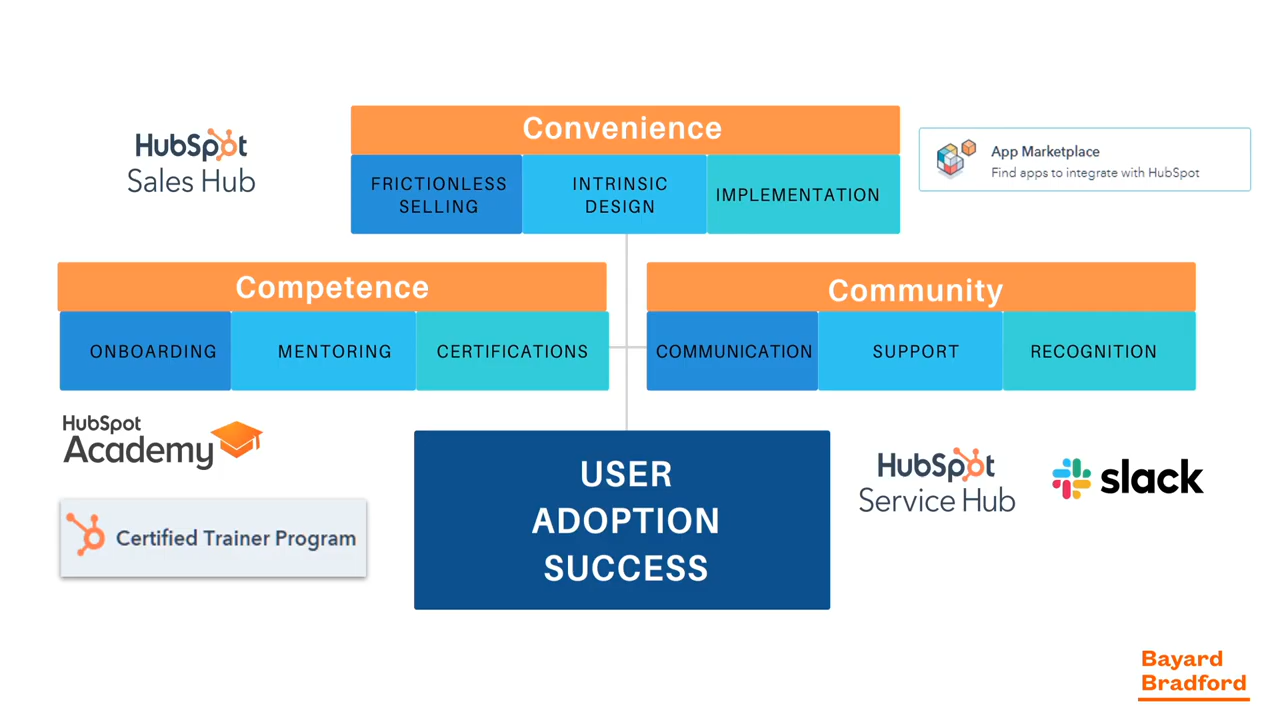 Convenience
HubSpot
Sales Hub
FRICTIONLESS
SELLING
INTRINSIC
DESIGN
IMPLEMENTATION
App Marketplace
Find apps to integrate with HubSpot
Competence
ONBOARDING
MENTORING
CERTIFICATIONS
Community
COMMUNICATION
SUPPORT
RECOGNITION
HubSpot
Academy
Certified Trainer Program
USER
ADOPTION
SUCCESS
HubSpot
Service Hub
slack
Bayard
Bradford